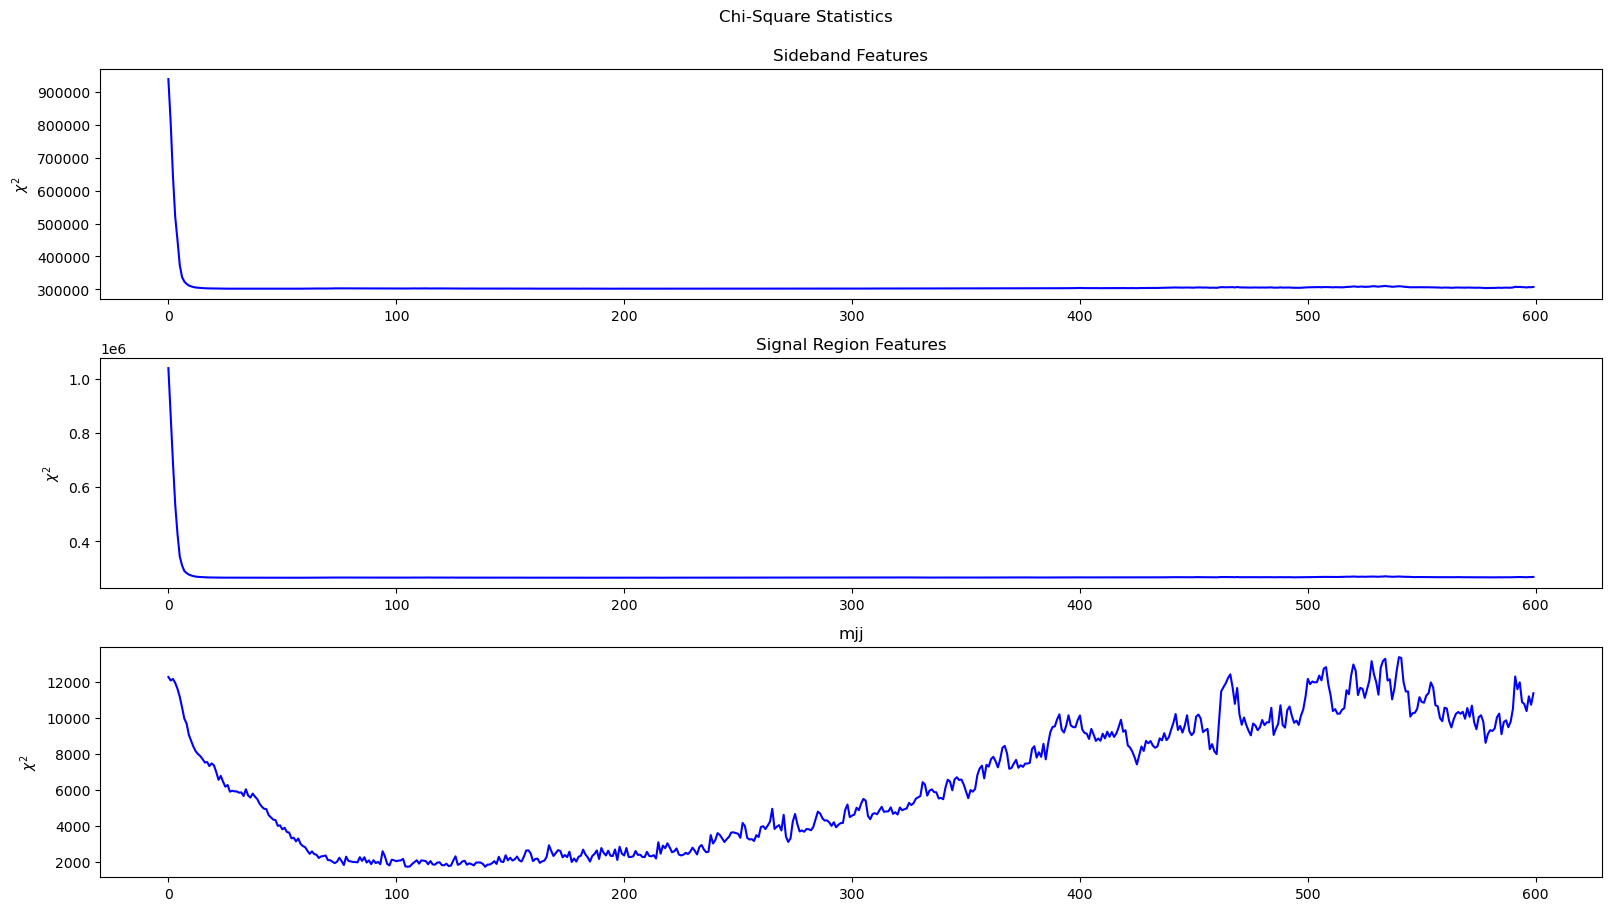 Chi-Square Statistics
Sideband Features
900000
800000
700000
600000
500000
400000
300000
χ²
0 100 200 300 400 500 600
Signal Region Features
1e6
1.0
0.8
0.6
0.4
χ²
0 100 200 300 400 500 600
mjj
12000
10000
8000
6000
4000
2000
χ²
0 100 200 300 400 500 600